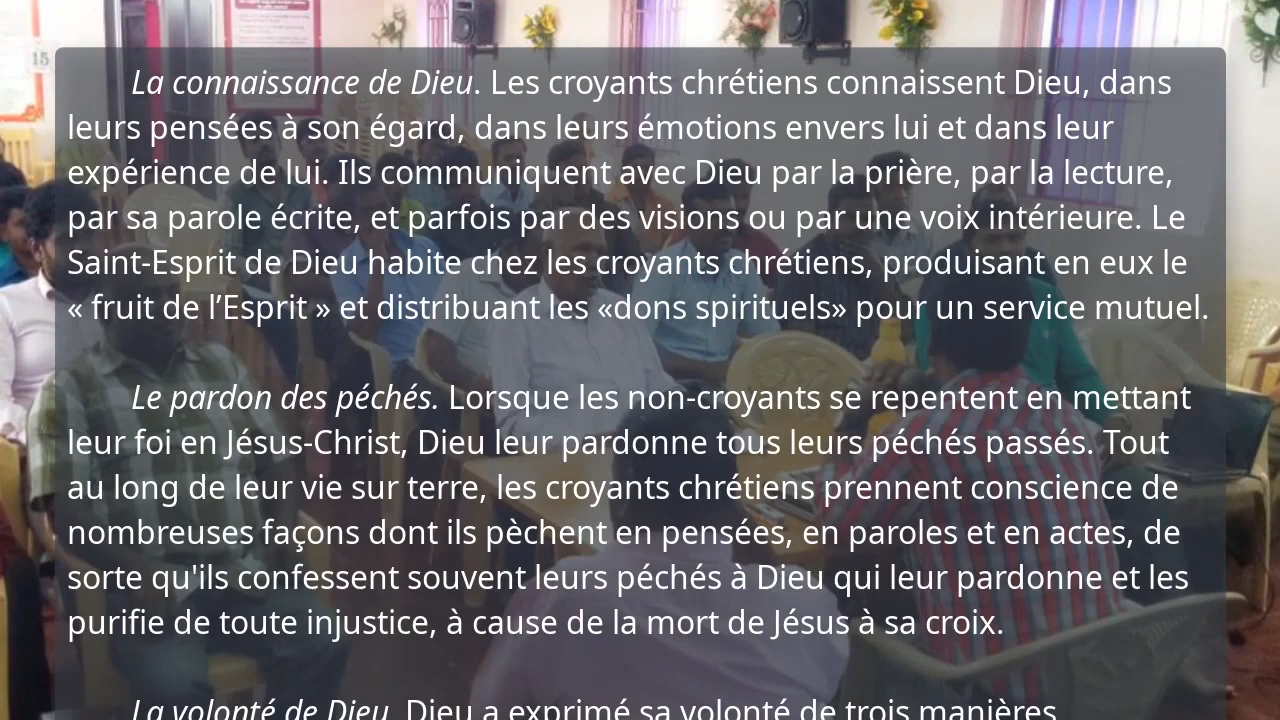 15
La connaissance de Dieu. Les croyants chrétiens connaissent Dieu, dans
leurs pensées à son égard, dans leurs émotions envers lui et dans leur
expérience de lui. Ils communiquent avec Dieu par la prière, par la lecture,
par sa parole écrite, et parfois par des visions ou par une voix intérieure. Le
Saint-Esprit de Dieu habite chez les croyants chrétiens, produisant en eux le
« fruit de l’Esprit » et distribuant les «dons spirituels» pour un service mutuel.
Le pardon des péchés. Lorsque les non-croyants se repentent en mettant
leur foi en Jésus-Christ, Dieu leur pardonne tous leurs péchés passés. Tout
au long de leur vie sur terre, les croyants chrétiens prennent conscience de
nombreuses façons dont ils pèchent en pensées, en paroles et en actes, de
sorte qu'ils confessent souvent leurs péchés à Dieu qui leur pardonne et les
purifie de toute injustice, à cause de la mort de Jésus à sa croix.
La volonté de Dieu. Dieu a exprimé sa volonté de trois manières